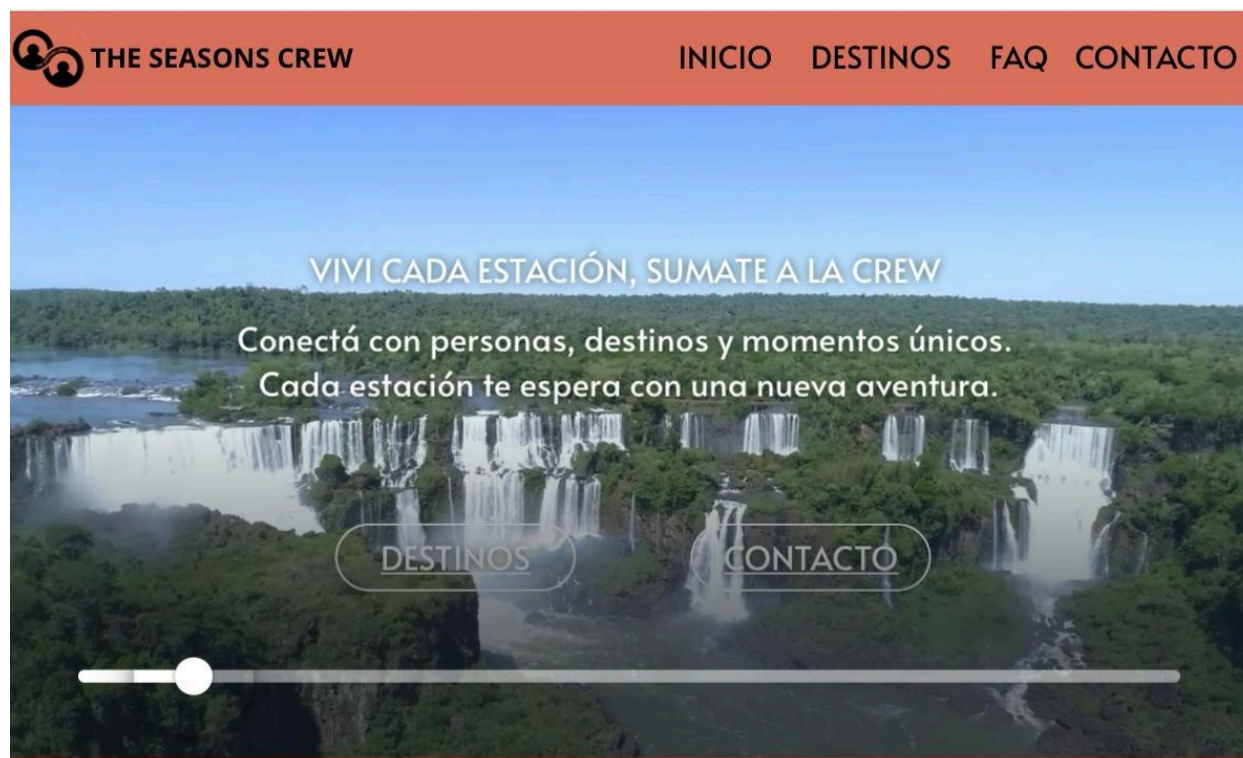 THE SEASONS CREW
INICIO DESTINOS FAQ CONTACTO
VIVI CADA ESTACIÓN, SUMATE A LA CREW
Conectá con personas, destinos y momentos únicos.
Cada estación te espera con una nueva aventura.
DESTINOS CONTACTO